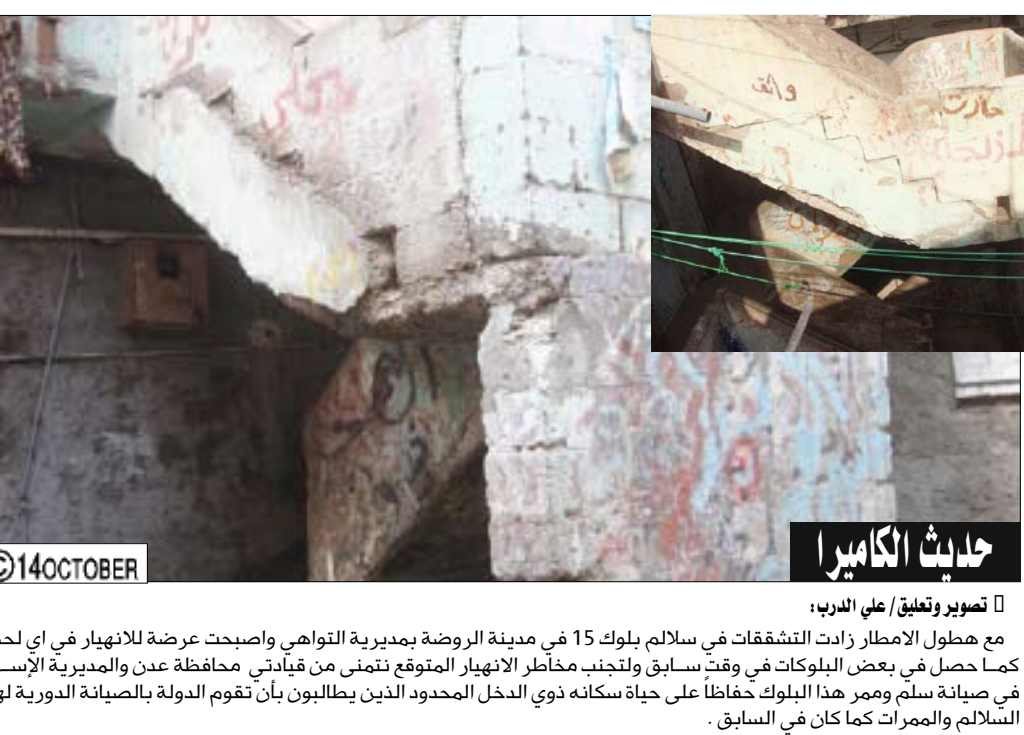 واثق
حديث الكاميرا
©14OCTOBER
تصوير وتعليق/ علي الدرب:
مع هطول الامطار زادت التشققات في سلالم بلوك 15 في مدينة الروضة بمديرية التواهي واصبحت عرضة للانهيار في اي
كما حصل في بعض البلوكات في وقت سابق ولتجنب مخاطر الانهيار المتوقع نتمنى من قيادتي محافظة عدن والمديرية
في صيانة سلم وممر هذا البلوك حفاظاً على حياة سكانه ذوي الدخل المحدود الذين يطالبون بأن تقوم الدولة بالصيانة الدورية
السلالم والممرات كما كان في السابق .